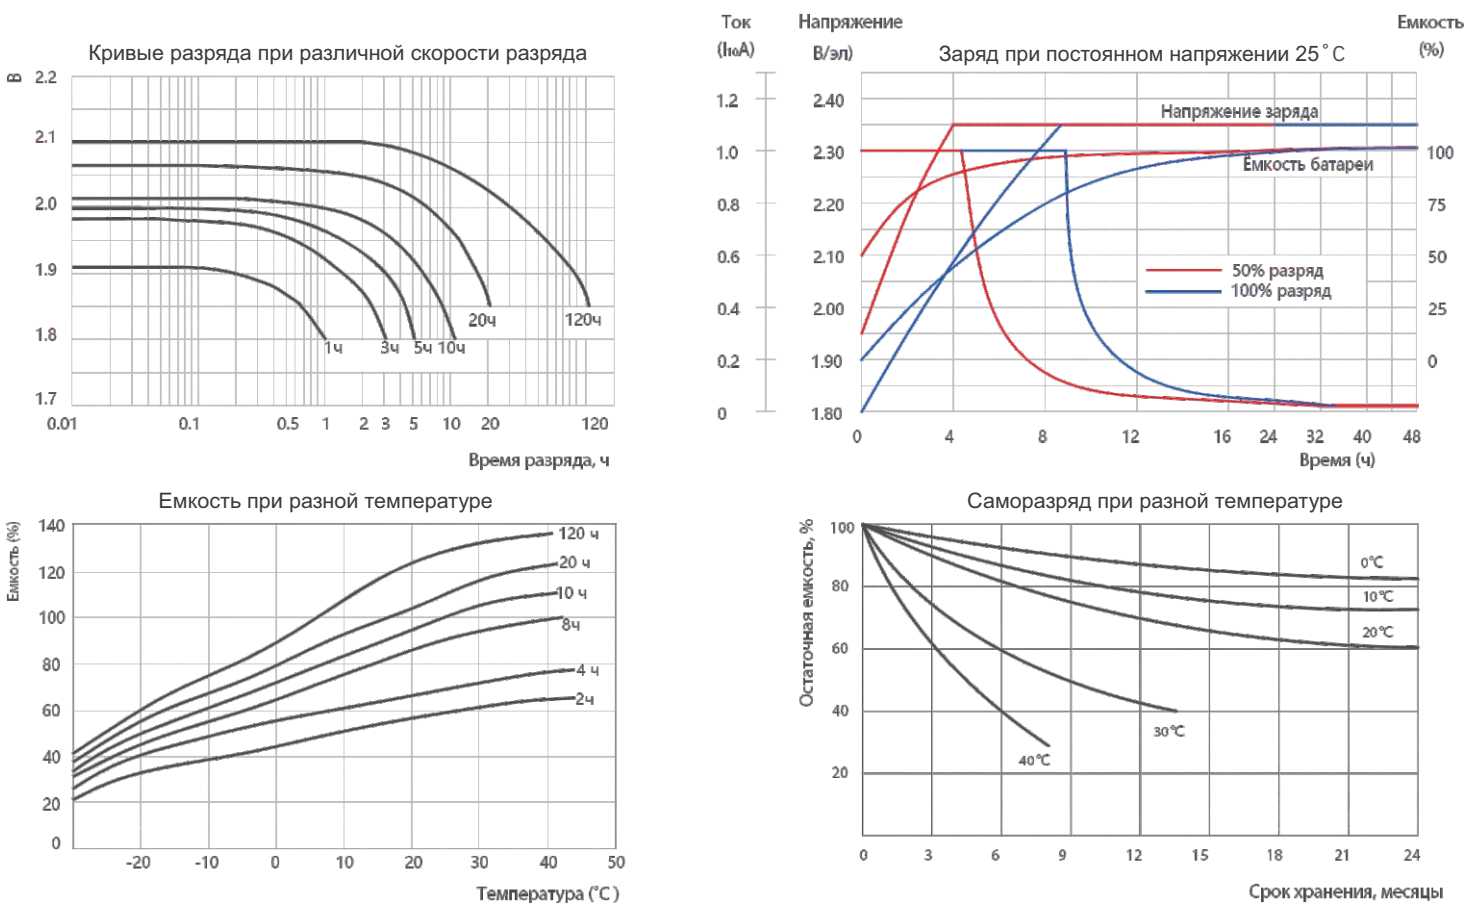 Кривые разряда при различной скорости разряда
В
2.2
2.1
2.0
1.9
1.8
1.7
20ч
120ч
1ч
3ч
5ч
10ч
0.01
0.1
0.5
1
2
3
5
10
20
120
Время разряда, ч
Ток
(I₁₀А)
Напряжение
В/эл)
Заряд при постоянном напряжении 25˚C
Емкость
(%)
1.2
1.0
0.8
0.6
0.4
0.2
0
2.40
2.30
2.20
2.10
2.00
1.90
1.80
Напряжение заряда
Емкость батареи
50% разряд
100% разряд
100
75
50
25
0
0
4
8
12
16
24
32
40
48
Время (ч)
Емкость при разной температуре
Емкость (%)
140
120
100
80
60
40
20
0
120 ч
20 ч
10 ч
8ч
4 ч
2ч
-20
-10
0
10
20
30
40
50
Температура (°C )
Саморазряд при разной температуре
Остаточная емкость, %
100
80
60
40
20
0°C
10°C
20°C
30°C
40°C
0
3
6
9
12
15
18
21
24
Срок хранения, месяцы